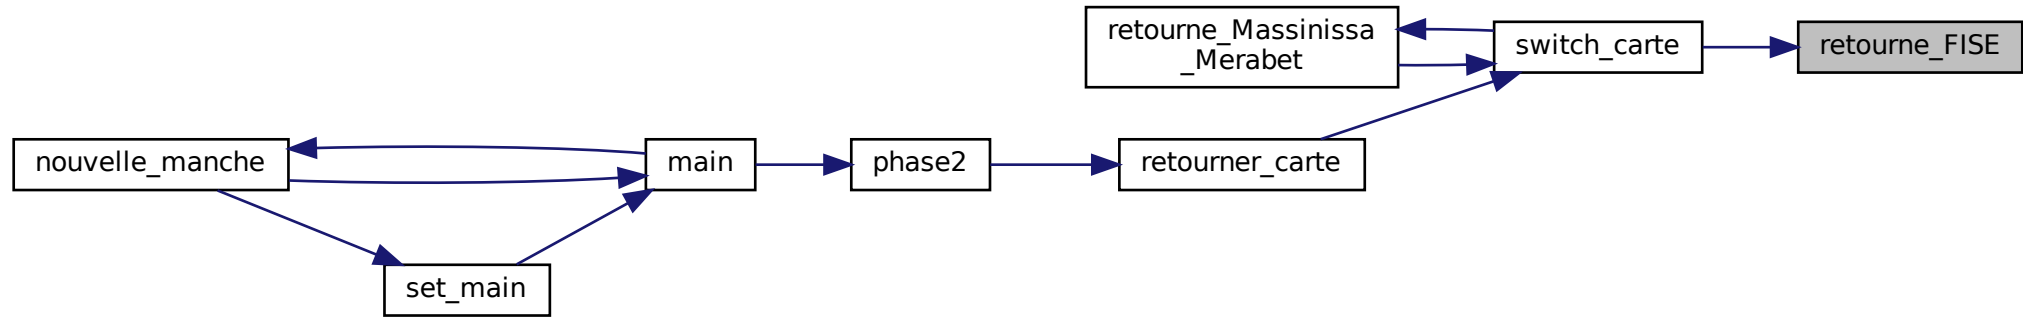 retourne_Massinissa
_Merabet
switch_carte
retourne_FISE
nouvelle_manche
main
phase2
retourner_carte
set_main